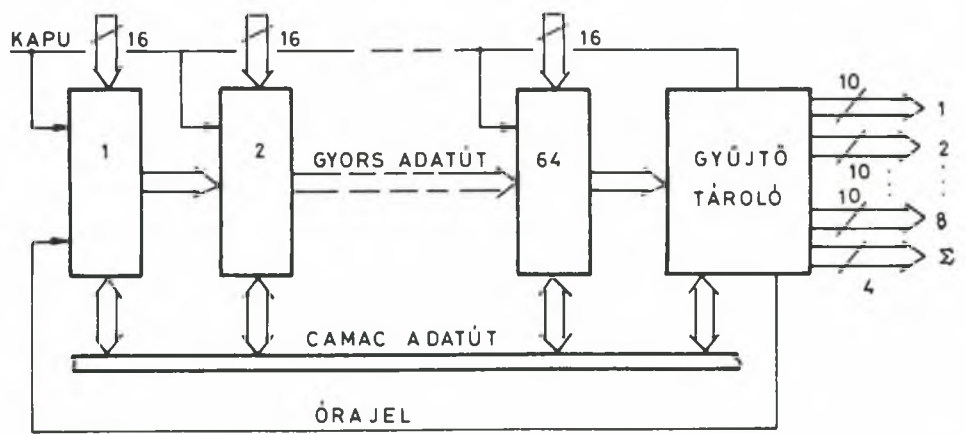 KAPU 16 16 16
1 2 64
GYORS ADATÚT
GYŰJTŐ
TÁROLÓ
10 1
2
10
10 8
Σ
4
CAMAC ADATÚT
ÓRAJEL